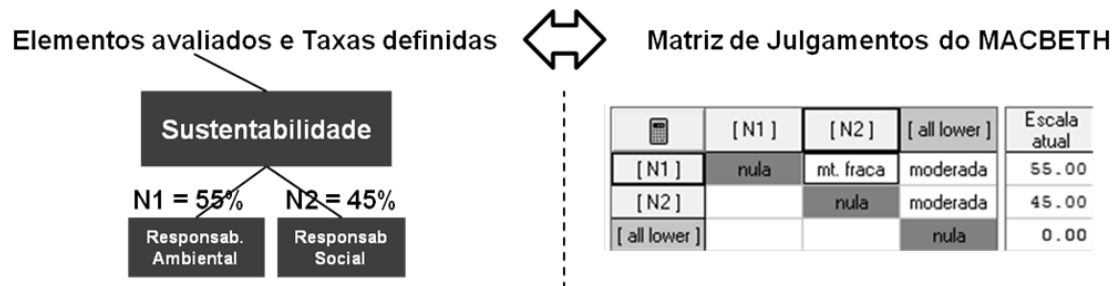 Elementos avaliados e Taxas definidas
Matriz de Julgamentos do MACBETH
Sustentabilidade
N1 = 55% N2 = 45%
Responsab.
Ambiental
Responsab
Social
[ N1 ] [ N2 ] [ all lower ] Escala
atual
[ N1 ] nula mt. fraca moderada 55.00
[ N2 ] nula moderada 45.00
[ all lower ] nula 0.00